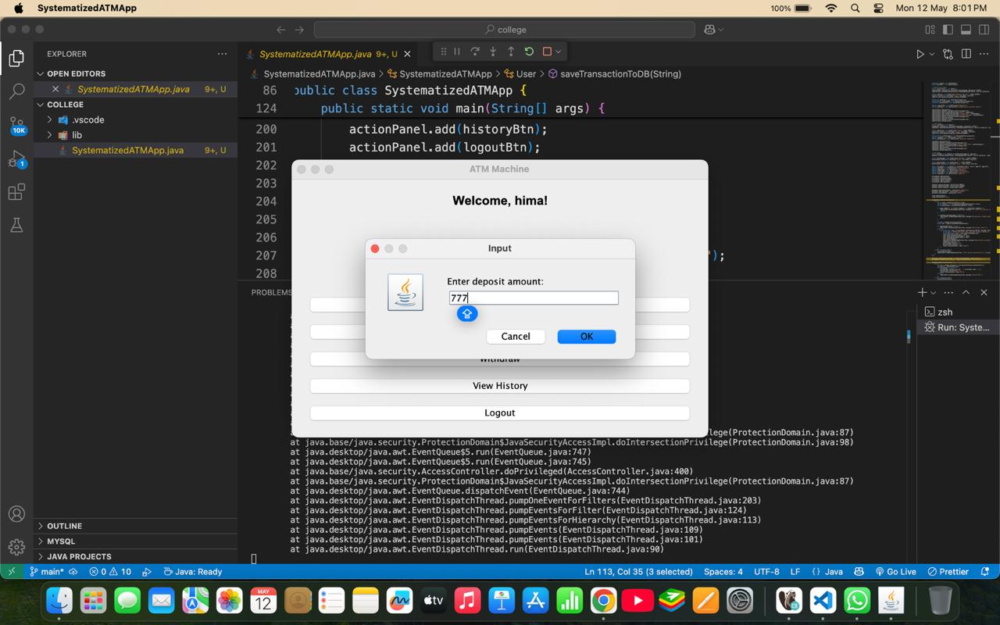 SystematizedATMApp
100%
Mon 12 May 8:01 PM
college
EXPLORER
OPEN EDITORS
SystematizedATMApp.java 9+, U
COLLEGE
.vscode
lib
SystematizedATMApp.java 9+, U
10K
1
OUTLINE
MYSQL
JAVA PROJECTS
SystematizedATMApp.java 9+, U
SystematizedATMApp.java > SystematizedATMApp > User > saveTransactionToDB(String)
86 public class SystematizedATMApp {
124 public static void main(String[] args) {
200 actionPanel.add(historyBtn);
201 actionPanel.add(logoutBtn);
202
203
204
205
206
207 );
208
ATM Machine
Welcome, hima!
Input
Enter deposit amount:
777
Cancel
OK
Withdraw
View History
Logout
PROBLEMS
zsh
Run: Syste...
lege(ProtectionDomain.java:87)
at java.base/java.security.ProtectionDomain$JavaSecurityAccessImpl.doIntersectionPrivilege(ProtectionDomain.java:98)
at java.desktop/java.awt.EventQueue$5.run(EventQueue.java:747)
at java.desktop/java.awt.EventQueue$5.run(EventQueue.java:745)
at java.base/java.security.AccessController.doPrivileged(AccessController.java:400)
at java.base/java.security.ProtectionDomain$JavaSecurityAccessImpl.doIntersectionPrivilege(ProtectionDomain.java:87)
at java.desktop/java.awt.EventQueue.dispatchEvent(EventQueue.java:744)
at java.desktop/java.awt.EventDispatchThread.pumpOneEventForFilters(EventDispatchThread.java:203)
at java.desktop/java.awt.EventDispatchThread.pumpEventsForFilter(EventDispatchThread.java:124)
at java.desktop/java.awt.EventDispatchThread.pumpEventsForHierarchy(EventDispatchThread.java:113)
at java.desktop/java.awt.EventDispatchThread.pumpEvents(EventDispatchThread.java:109)
at java.desktop/java.awt.EventDispatchThread.pumpEvents(EventDispatchThread.java:101)
at java.desktop/java.awt.EventDispatchThread.run(EventDispatchThread.java:90)
main* 0 10 Java: Ready
Ln 113, Col 35 (3 selected) Spaces: 4 UTF-8 LF { } Java Go Live Prettier
MAY
12
tv